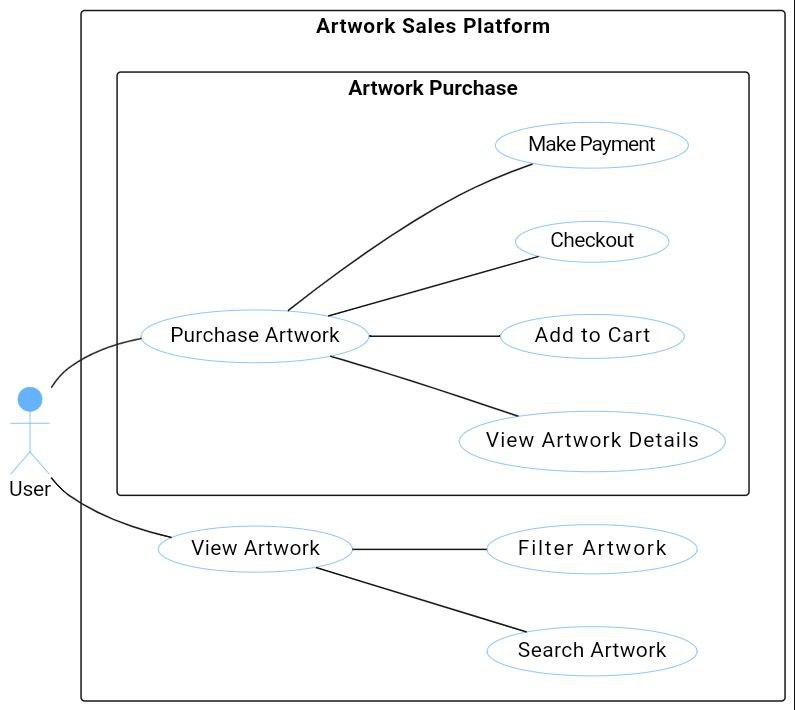 Artwork Sales Platform
Artwork Purchase
Make Payment
Checkout
Purchase Artwork
Add to Cart
View Artwork Details
User
View Artwork
Filter Artwork
Search Artwork